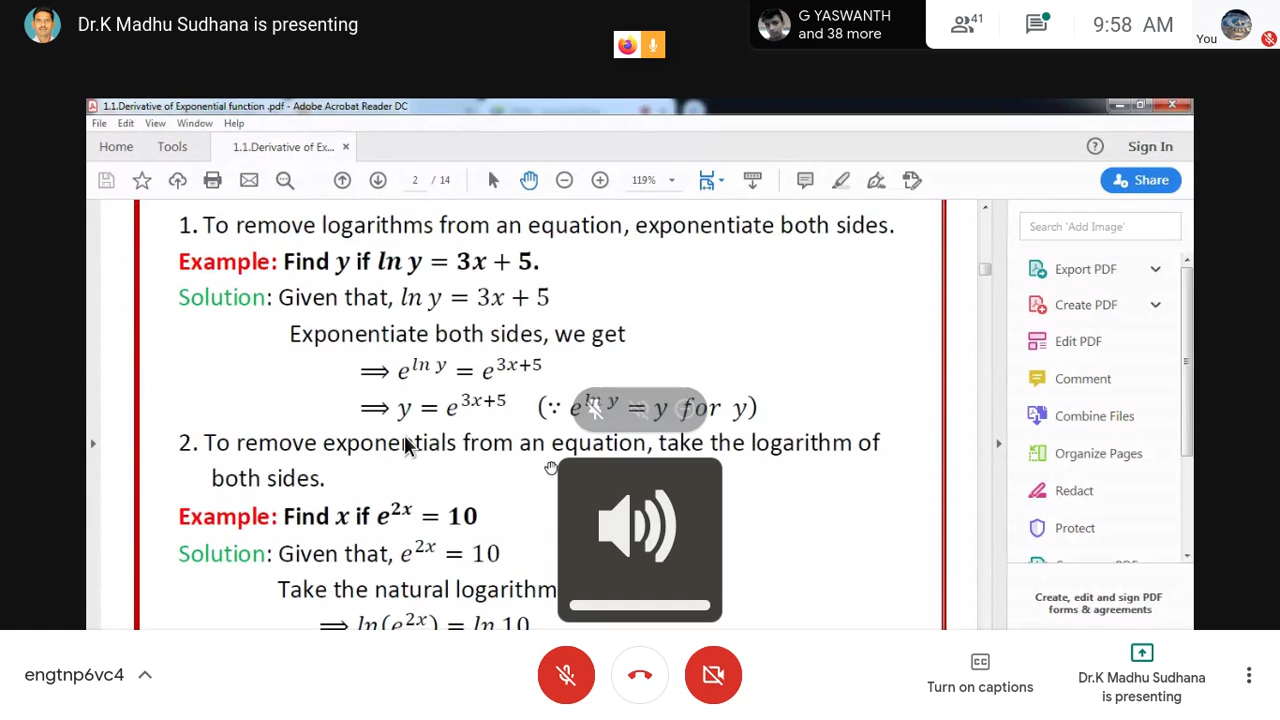 Dr.K Madhu Sudhana is presenting
G YASWANTH
and 38 more
41
9:58 AM
You
1.1.Derivative of Exponential function .pdf - Adobe Acrobat Reader DC
File Edit View Window Help
Home Tools 1.1.Derivative of Ex... × Sign In
2 / 14 119% Share
1. To remove logarithms from an equation, exponentiate both sides.
Example: Find y if ln y = 3x + 5.
Solution: Given that, ln y = 3x + 5
Exponentiate both sides, we get
⟹ e^{ln y} = e^{3x+5}
⟹ y = e^{3x+5} (∵ e^{ln y} = y for y)
2. To remove exponentials from an equation, take the logarithm of
both sides.
Example: Find x if e^{2x} = 10
Solution: Given that, e^{2x} = 10
Take the natural logarithm
⟹ ln(e^{2x}) = ln 10
Search 'Add Image'
Export PDF
Create PDF
Edit PDF
Comment
Combine Files
Organize Pages
Redact
Protect
Create, edit and sign PDF
forms & agreements
engtnp6vc4
CC
Turn on captions
Dr.K Madhu Sudhana
is presenting